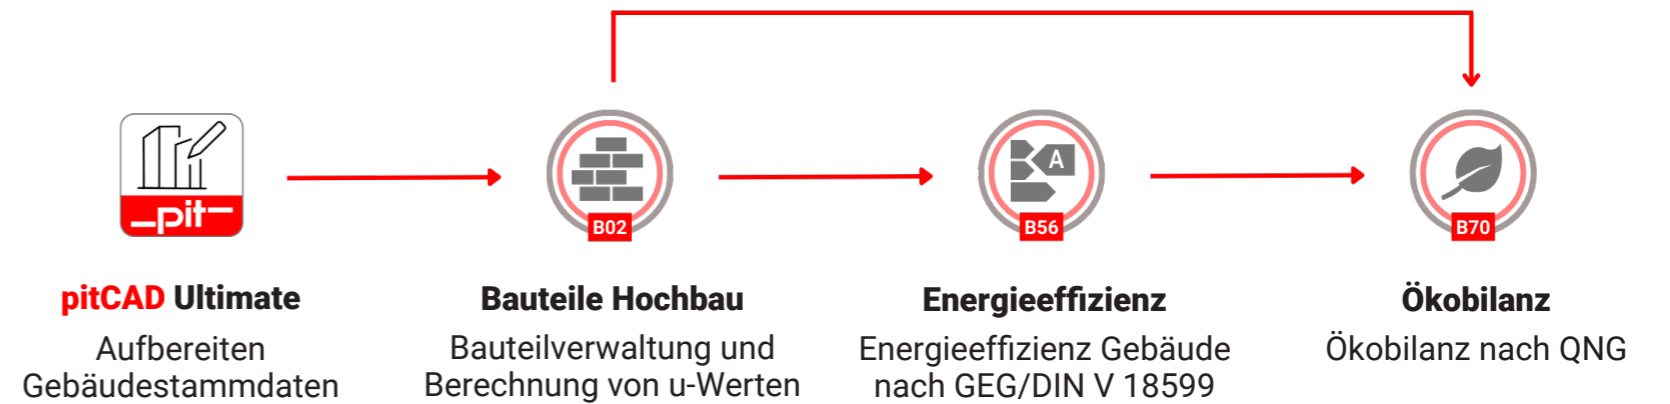 A
pit
B02
B56
B70
pitCAD Ultimate
Aufbereiten
Gebäudestammdaten
Bauteile Hochbau
Bauteilverwaltung und
Berechnung von u-Werten
Energieeffizienz
Energieeffizienz Gebäude
nach GEG/DIN V 18599
Ökobilanz
Ökobilanz nach QNG